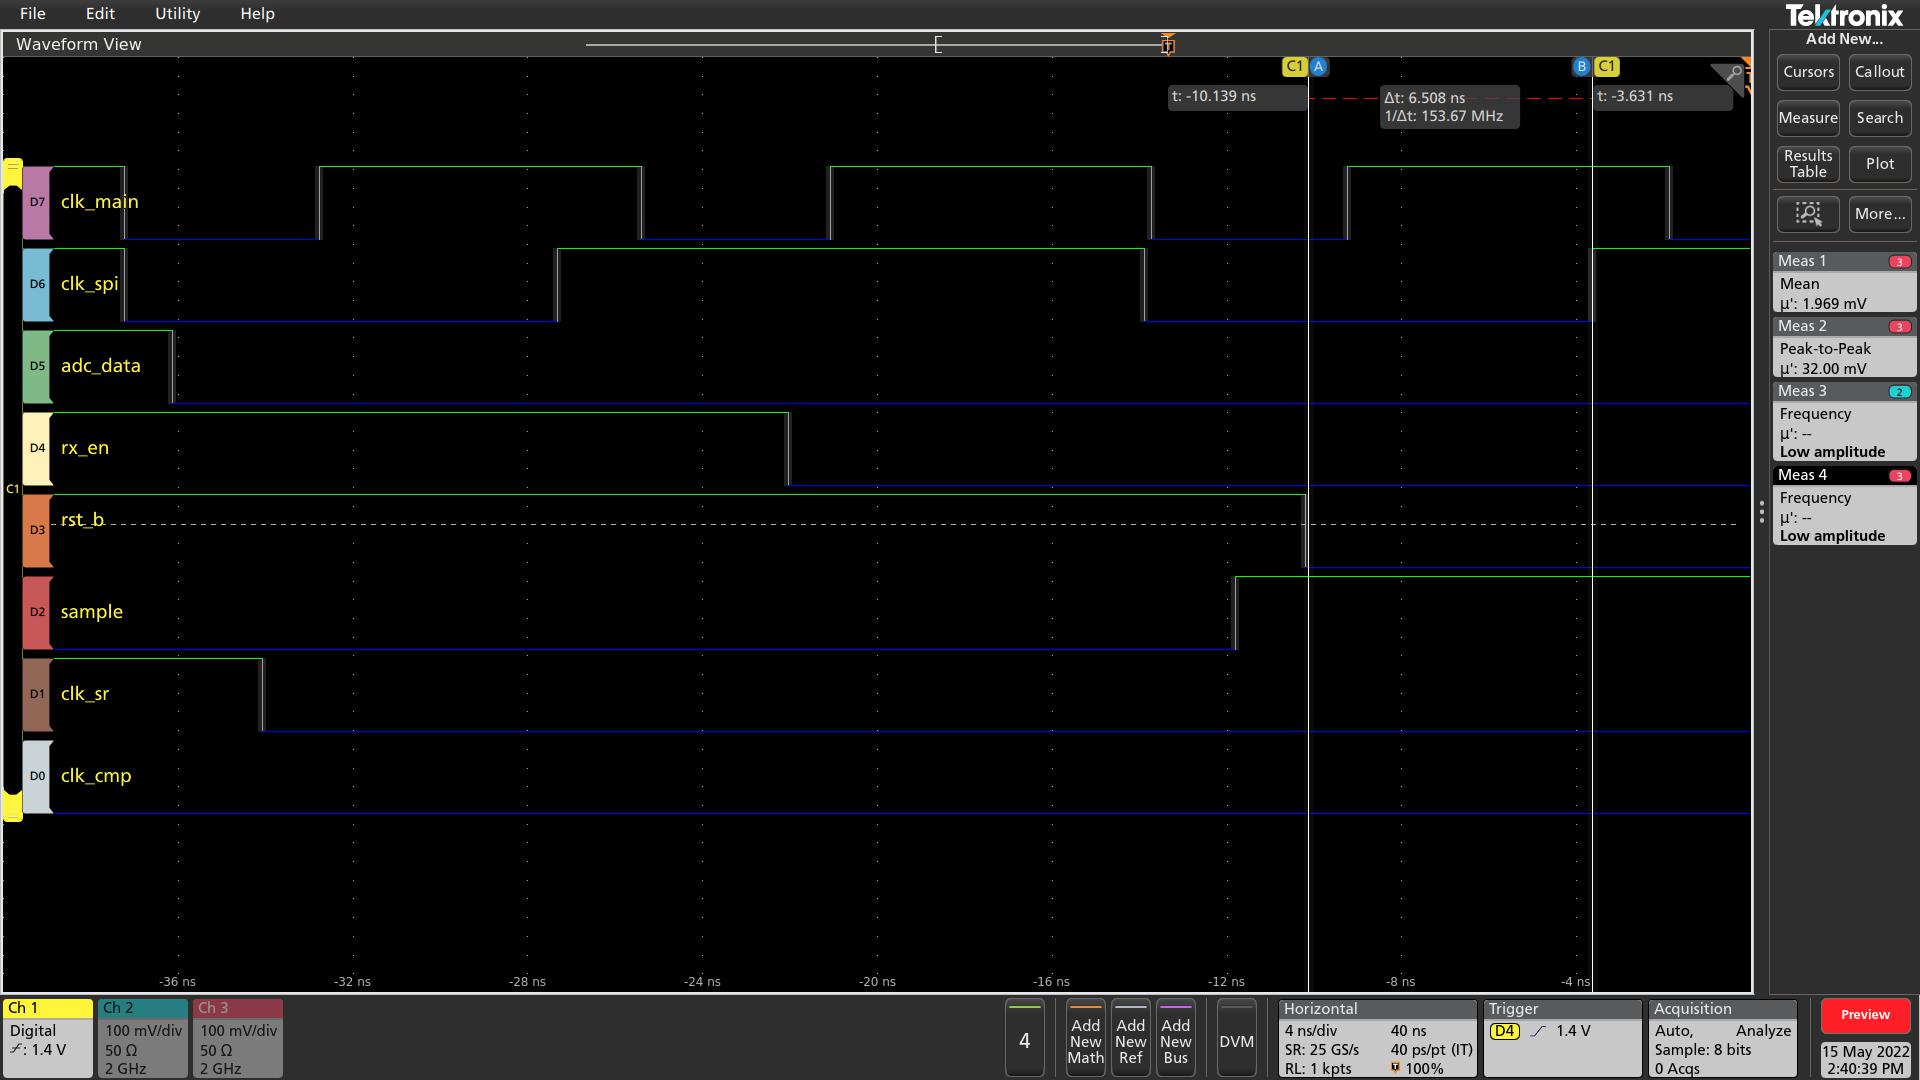 File Edit Utility Help
Tektronix
Waveform View
Add New...
C1 A B C1
Cursors Callout
t: -10.139 ns
Δt: 6.508 ns
1/Δt: 153.67 MHz
t: -3.631 ns
Measure Search
Results Table
Plot
More...
D7 clk_main
D6 clk_spi
D5 adc_data
D4 rx_en
C1
D3 rst_b
D2 sample
D1 clk_sr
D0 clk_cmp
Meas 1 3
Mean
µ': 1.969 mV
Meas 2 3
Peak-to-Peak
µ': 32.00 mV
Meas 3 2
Frequency
µ': --
Low amplitude
Meas 4 3
Frequency
µ': --
Low amplitude
-36 ns -32 ns -28 ns -24 ns -20 ns -16 ns -12 ns -8 ns -4 ns
Ch 1
Digital
: 1.4 V
Ch 2
100 mV/div
50 Ω
2 GHz
Ch 3
100 mV/div
50 Ω
2 GHz
4
Add
New
Math
Add
New
Ref
Add
New
Bus
DVM
Horizontal
4 ns/div 40 ns
SR: 25 GS/s 40 ps/pt (IT)
RL: 1 kpts T 100%
Trigger
D4 1.4 V
Acquisition
Auto, Analyze
Sample: 8 bits
0 Acqs
Preview
15 May 2022
2:40:39 PM